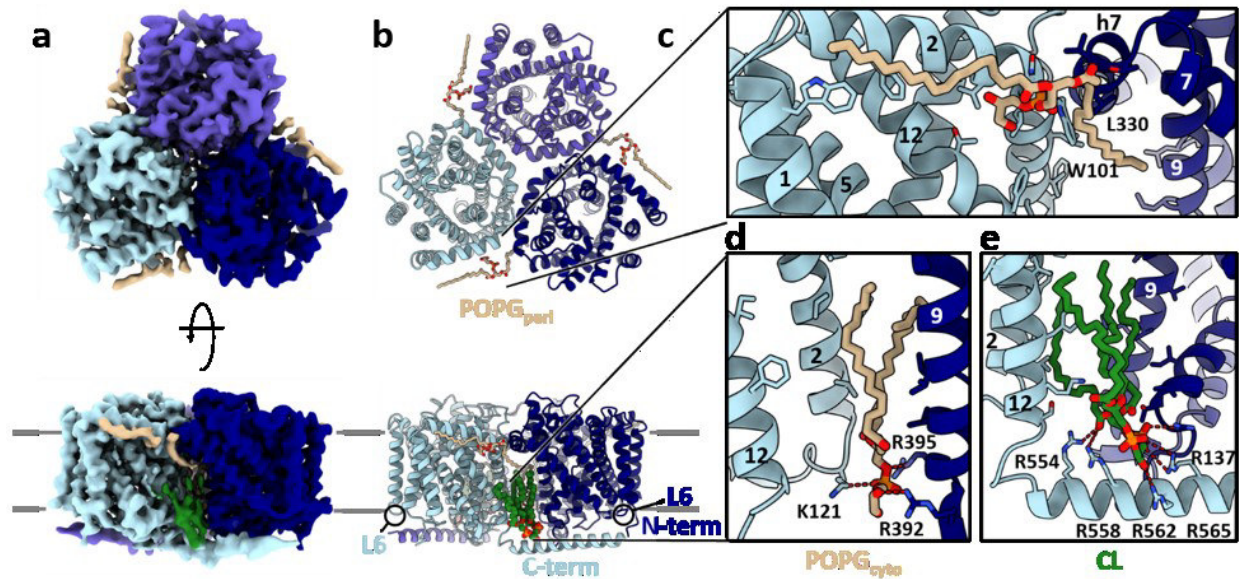 a
b
c
2
h7
7
12
L330
1
5
W101
9
POPGperi
d
2
9
12
R395
K121
R392
POPGcyto
e
9
2
12
R554
R137
R558 R562 R565
CL
L6
L6
N-term
C-term